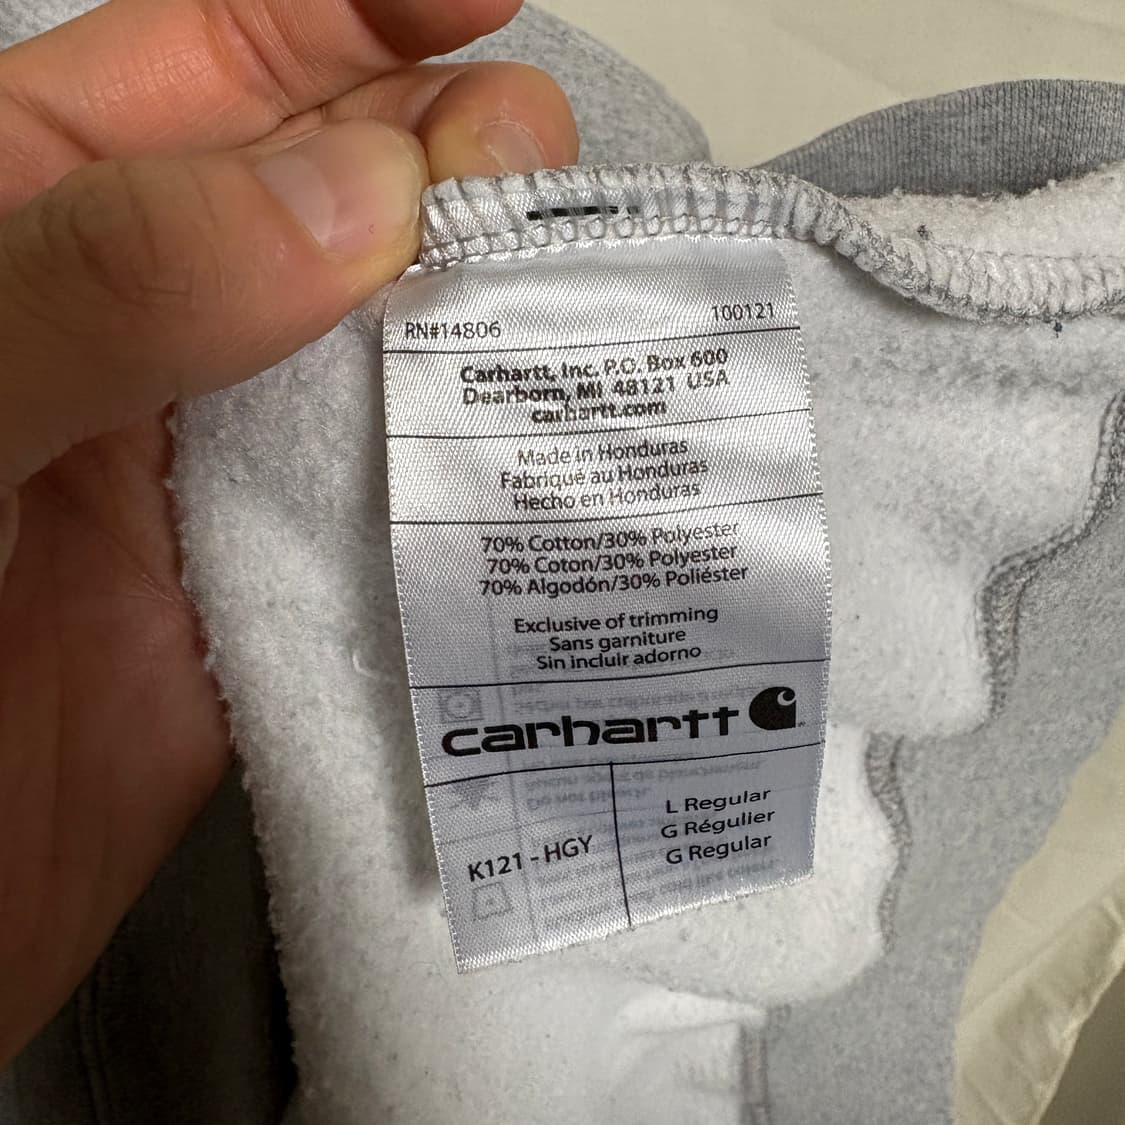 RN#14806 100121
Carhartt, Inc. P.O. Box 600
Dearborn, MI 48121 USA
carhartt.com
Made in Honduras
Fabriqué au Honduras
Hecho en Honduras
70% Cotton/30% Polyester
70% Coton/30% Polyester
70% Algodón/30% Poliéster
Exclusive of trimming
Sans garniture
Sin incluir adorno
carhartt
K121 - HGY
L Regular
G Régulier
G Regular